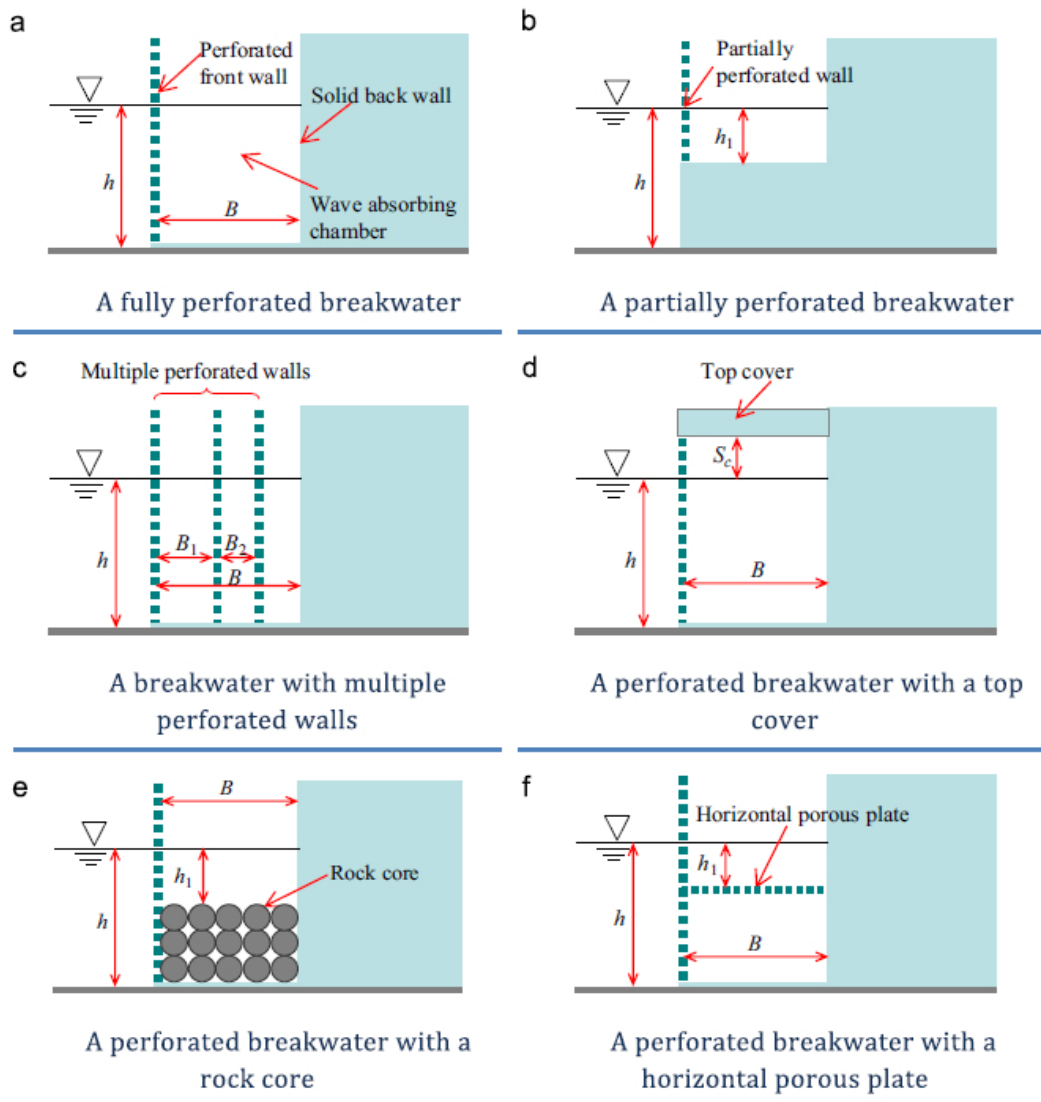 a
Perforated
front wall
Solid back wall
h
B
Wave absorbing
chamber
A fully perforated breakwater
b
Partially
perforated wall
h1
h
A partially perforated breakwater
c
Multiple perforated walls
B1
B2
h
B
A breakwater with multiple
perforated walls
d
Top cover
Sc
h
B
A perforated breakwater with a top
cover
e
B
h1
Rock core
h
A perforated breakwater with a
rock core
f
Horizontal porous plate
h1
h
B
A perforated breakwater with a
horizontal porous plate